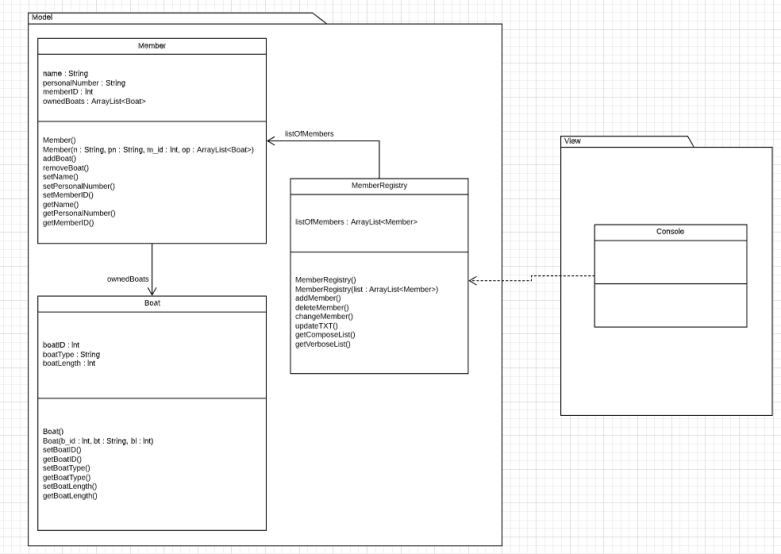 Model
Member
name : String
personalNumber : String
memberID : Int
ownedBoats : ArrayList<Boat>
Member()
Member(n : String, pn : String, m_id : Int, op : ArrayList<Boat>)
addBoat()
removeBoat()
setName()
setPersonalNumber()
setMemberID()
getName()
getPersonalNumber()
getMemberID()
ownedBoats
Boat
boatID : Int
boatType : String
boatLength : Int
Boat()
Boat(b_id : Int, bt : String, bl : Int)
setBoatID()
getBoatID()
setBoatType()
getBoatType()
setBoatLength()
getBoatLength()
listOfMembers
MemberRegistry
listOfMembers : ArrayList<Member>
MemberRegistry()
MemberRegistry(list : ArrayList<Member>)
addMember()
deleteMember()
changeMember()
updateTXT()
getComposeList()
getVerboseList()
View
Console